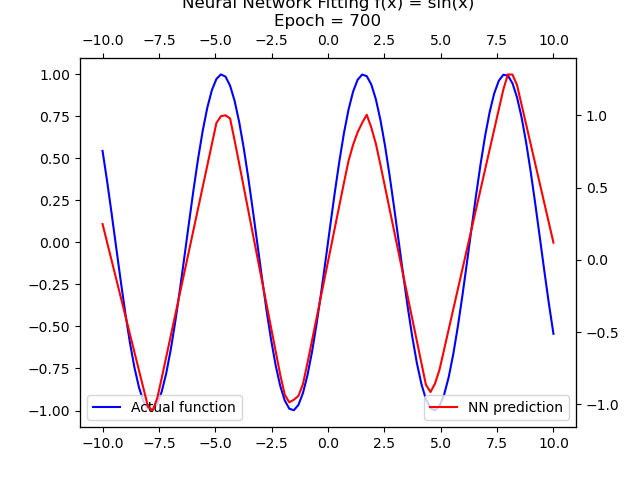 Neural Network Fitting f(x) = sin(x)
Epoch = 700
−10.0 −7.5 −5.0 −2.5 0.0 2.5 5.0 7.5 10.0
1.00
0.75
0.50
0.25
0.00
−0.25
−0.50
−0.75
−1.00
1.0
0.5
0.0
−0.5
−1.0
Actual function
NN prediction
−10.0 −7.5 −5.0 −2.5 0.0 2.5 5.0 7.5 10.0